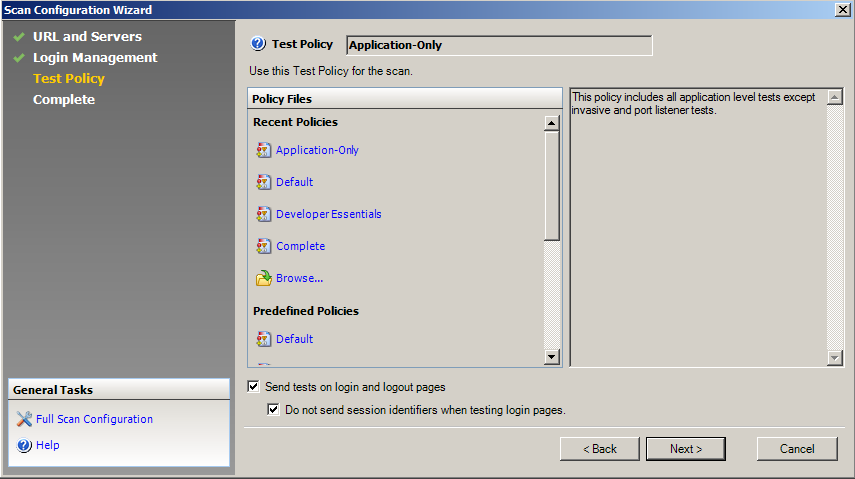 Scan Configuration Wizard
URL and Servers
Login Management
Test Policy
Complete
General Tasks
Full Scan Configuration
Help
Test Policy
Application-Only
Use this Test Policy for the scan.
Policy Files
Recent Policies
Application-Only
Default
Developer Essentials
Complete
Browse...
Predefined Policies
Default
This policy includes all application level tests except
invasive and port listener tests.
Send tests on login and logout pages
Do not send session identifiers when testing login pages.
< Back
Next >
Cancel